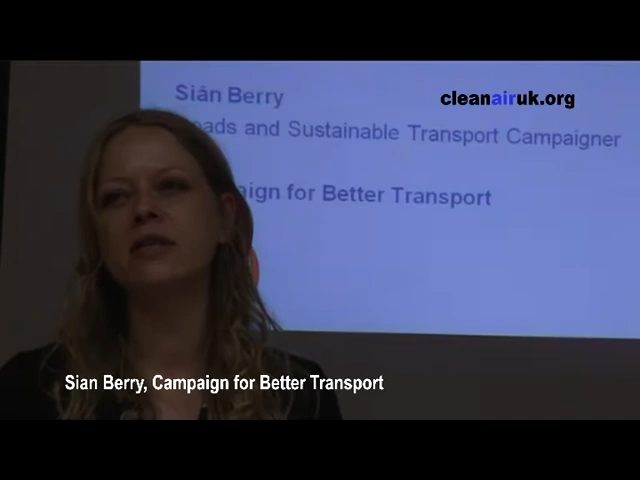 Siân Berry
cleanairuk.org
and Sustainable Transport Campaigner
for Better Transport
Sian Berry, Campaign for Better Transport